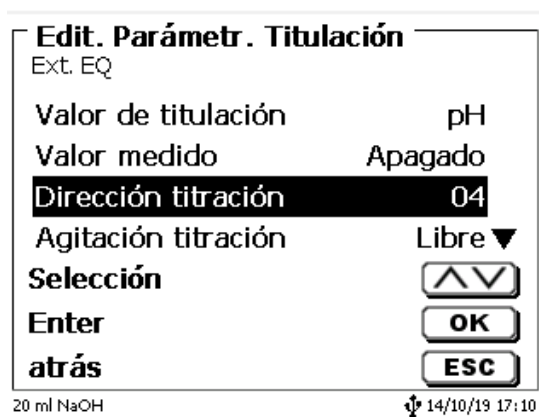 Edit. Parámetr. Titulación
Ext. EQ
Valor de titulación pH
Valor medido Apagado
Dirección titración 04
Agitación titración Libre
Selección
Enter OK
atrás ESC
20 ml NaOH 14/10/19 17:10